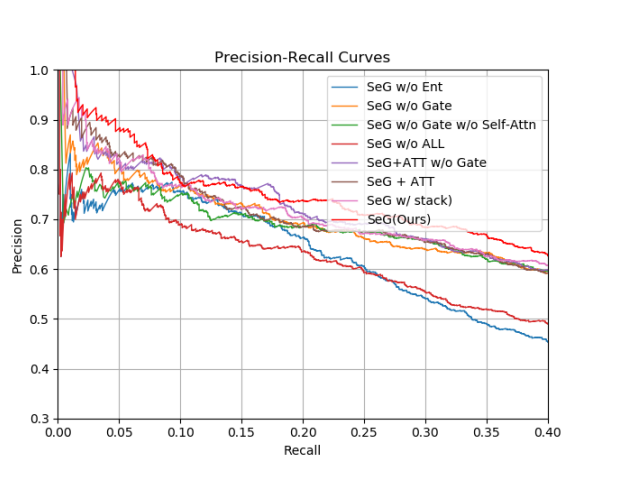 Precision-Recall Curves
1.0
0.9
0.8
0.7
0.6
0.5
0.4
0.3
Precision
SeG w/o Ent
SeG w/o Gate
SeG w/o Gate w/o Self-Attn
SeG w/o ALL
SeG+ATT w/o Gate
SeG + ATT
SeG w/ stack)
SeG(Ours)
0.00 0.05 0.10 0.15 0.20 0.25 0.30 0.35 0.40
Recall